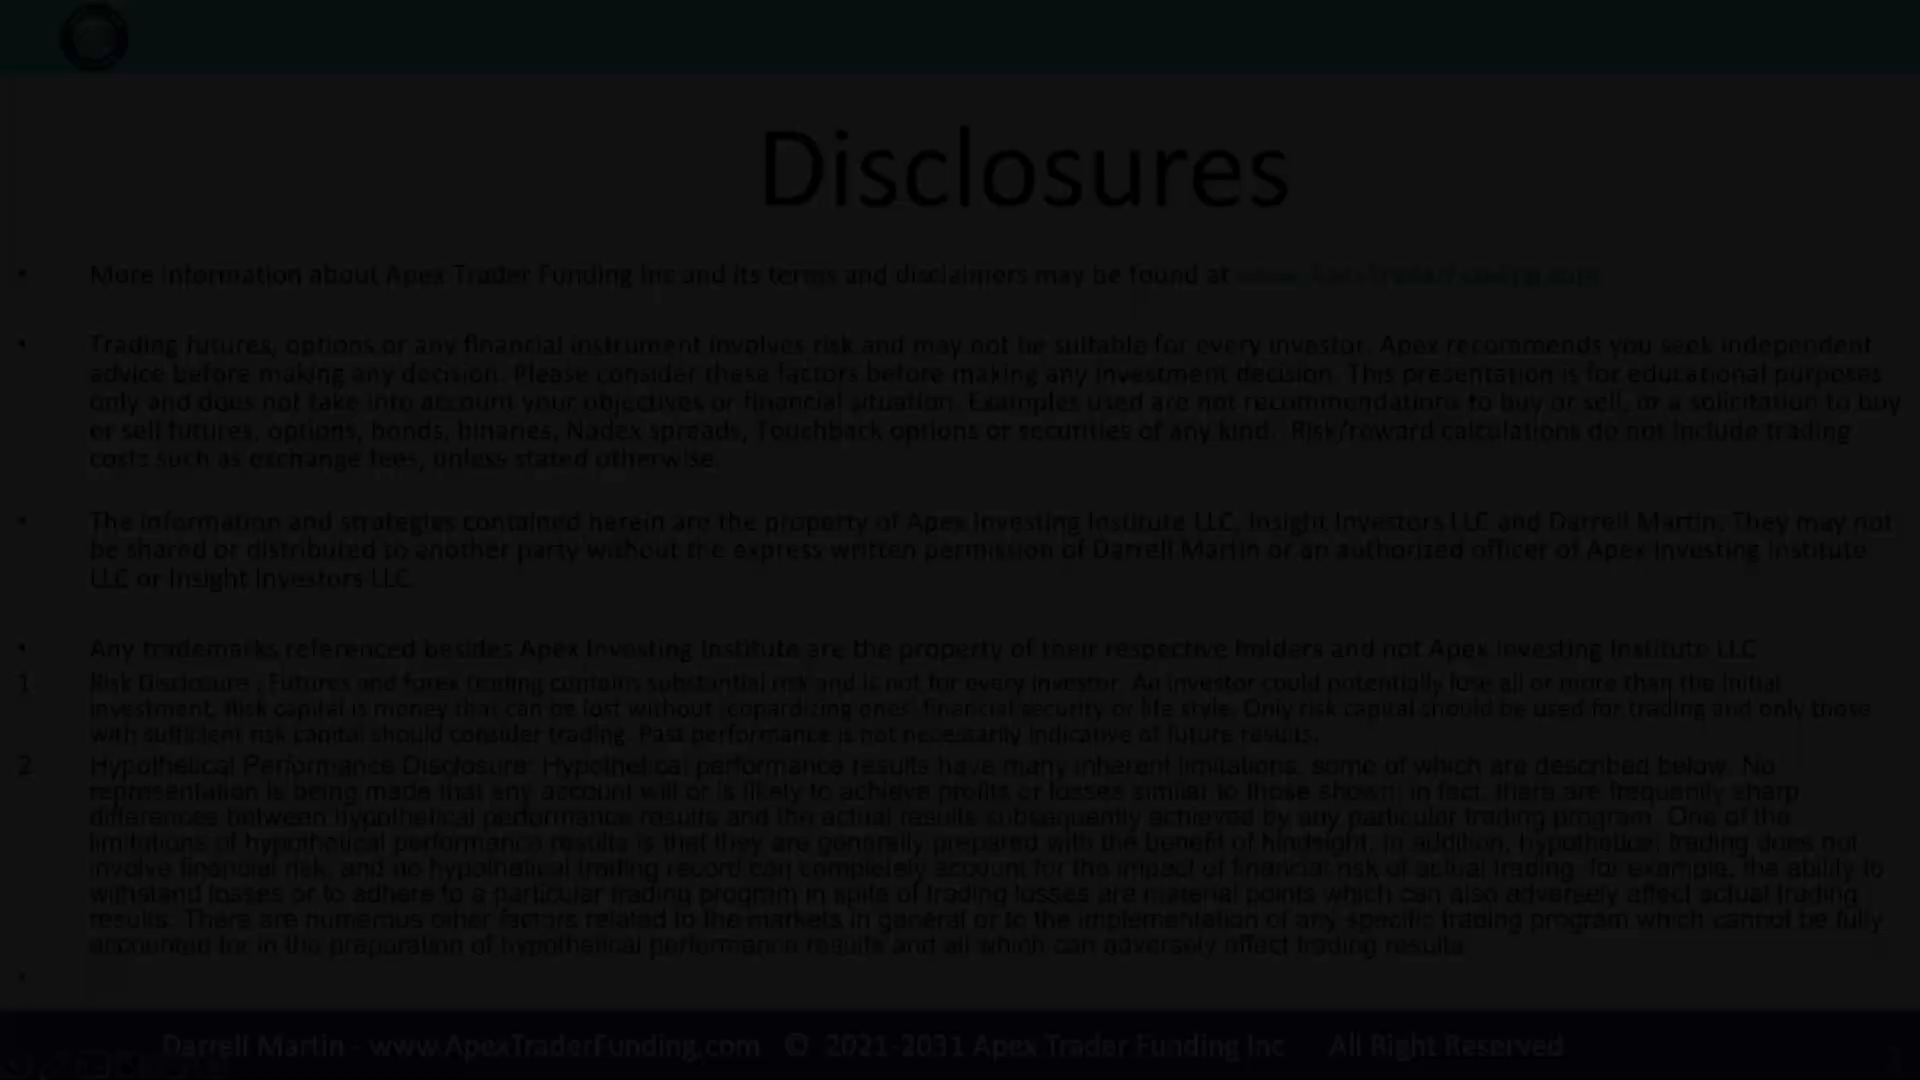 Disclosures
• More information about Apex Trader Funding Inc and its terms and disclaimers may be found at www.ApexTraderFunding.com
• Trading futures, options or any financial instrument involves risk and may not be suitable for every investor. Apex recommends you seek independent
advice before making any decision. Please consider these factors before making any investment decision. This presentation is for educational purposes
only and does not take into account your objectives or financial situation. Examples used are not recommendations to buy or sell, or a solicitation to buy
or sell futures, options, bonds, binaries, Nadex spreads, Touchback options or securities of any kind. Risk/reward calculations do not include trading
costs such as exchange fees, unless stated otherwise.
• The information and strategies contained herein are the property of Apex Investing Institute LLC, Insight Investors LLC and Darrell Martin. They may not
be shared or distributed to another party without the express written permission of Darrell Martin or an authorized officer of Apex Investing Institute
LLC or Insight Investors LLC.
• Any trademarks referenced besides Apex Investing Institute are the property of their respective holders and not Apex Investing Institute LLC
1 Risk Disclosure : Futures and forex trading contains substantial risk and is not for every investor. An investor could potentially lose all or more than the initial
investment. Risk capital is money that can be lost without jeopardizing ones' financial security or life style. Only risk capital should be used for trading and only those
with sufficient risk capital should consider trading. Past performance is not necessarily indicative of future results.
2 Hypothetical Performance Disclosure: Hypothetical performance results have many inherent limitations, some of which are described below. No
representation is being made that any account will or is likely to achieve profits or losses similar to those shown; in fact, there are frequently sharp
differences between hypothetical performance results and the actual results subsequently achieved by any particular trading program. One of the
limitations of hypothetical performance results is that they are generally prepared with the benefit of hindsight. In addition, hypothetical trading does not
involve financial risk, and no hypothetical trading record can completely account for the impact of financial risk of actual trading. for example, the ability to
withstand losses or to adhere to a particular trading program in spite of trading losses are material points which can also adversely affect actual trading
results. There are numerous other factors related to the markets in general or to the implementation of any specific trading program which cannot be fully
accounted for in the preparation of hypothetical performance results and all which can adversely affect trading results.
Darrell Martin - www.ApexTraderFunding.com © 2021-2031 Apex Trader Funding Inc All Right Reserved